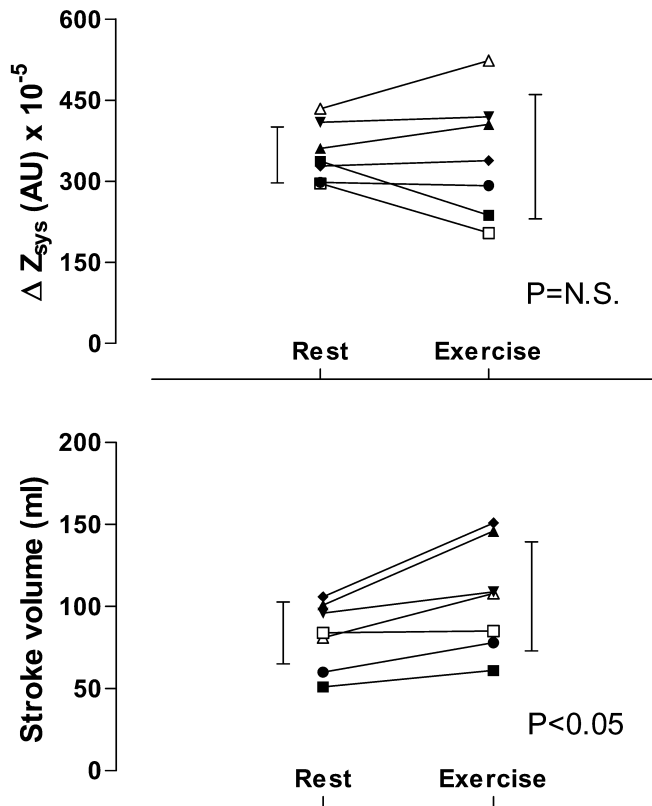 600
450
300
150
0
Δ Zsys (AU) x 10-5
P=N.S.
Rest Exercise
200
150
100
50
0
Stroke volume (ml)
P<0.05
Rest Exercise